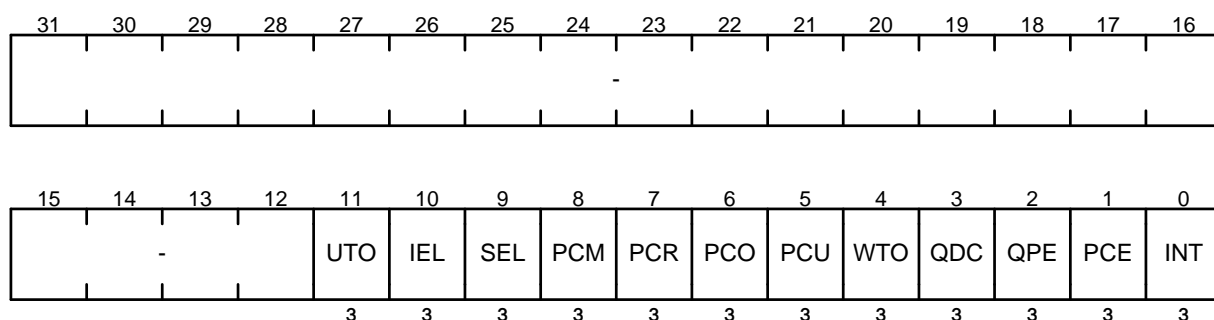 31 30 29 28 27 26 25 24 23 22 21 20 19 18 17 16
-
15 14 13 12 11 10 9 8 7 6 5 4 3 2 1 0
- UTO IEL SEL PCM PCR PCO PCU WTO QDC QPE PCE INT
3 3 3 3 3 3 3 3 3 3 3 3